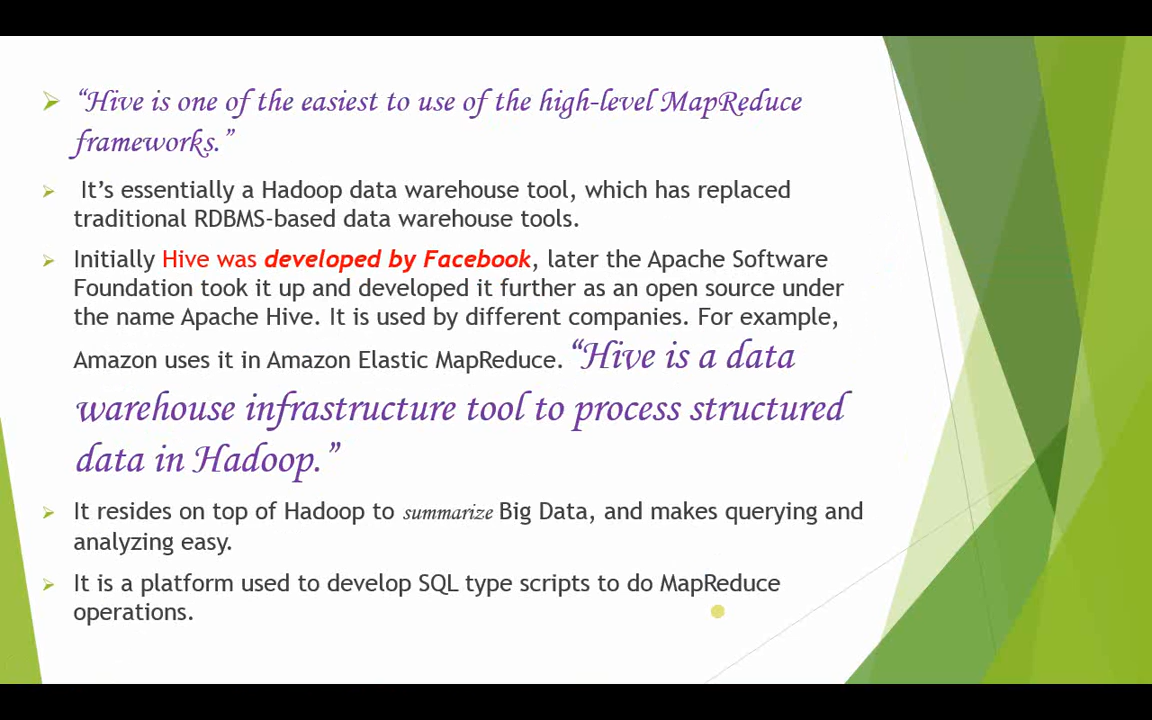 “Hive is one of the easiest to use of the high-level MapReduce
frameworks.”
It’s essentially a Hadoop data warehouse tool, which has replaced
traditional RDBMS-based data warehouse tools.
Initially Hive was developed by Facebook, later the Apache Software
Foundation took it up and developed it further as an open source under
the name Apache Hive. It is used by different companies. For example,
Amazon uses it in Amazon Elastic MapReduce. “Hive is a data
warehouse infrastructure tool to process structured
data in Hadoop.”
It resides on top of Hadoop to summarize Big Data, and makes querying and
analyzing easy.
It is a platform used to develop SQL type scripts to do MapReduce
operations.